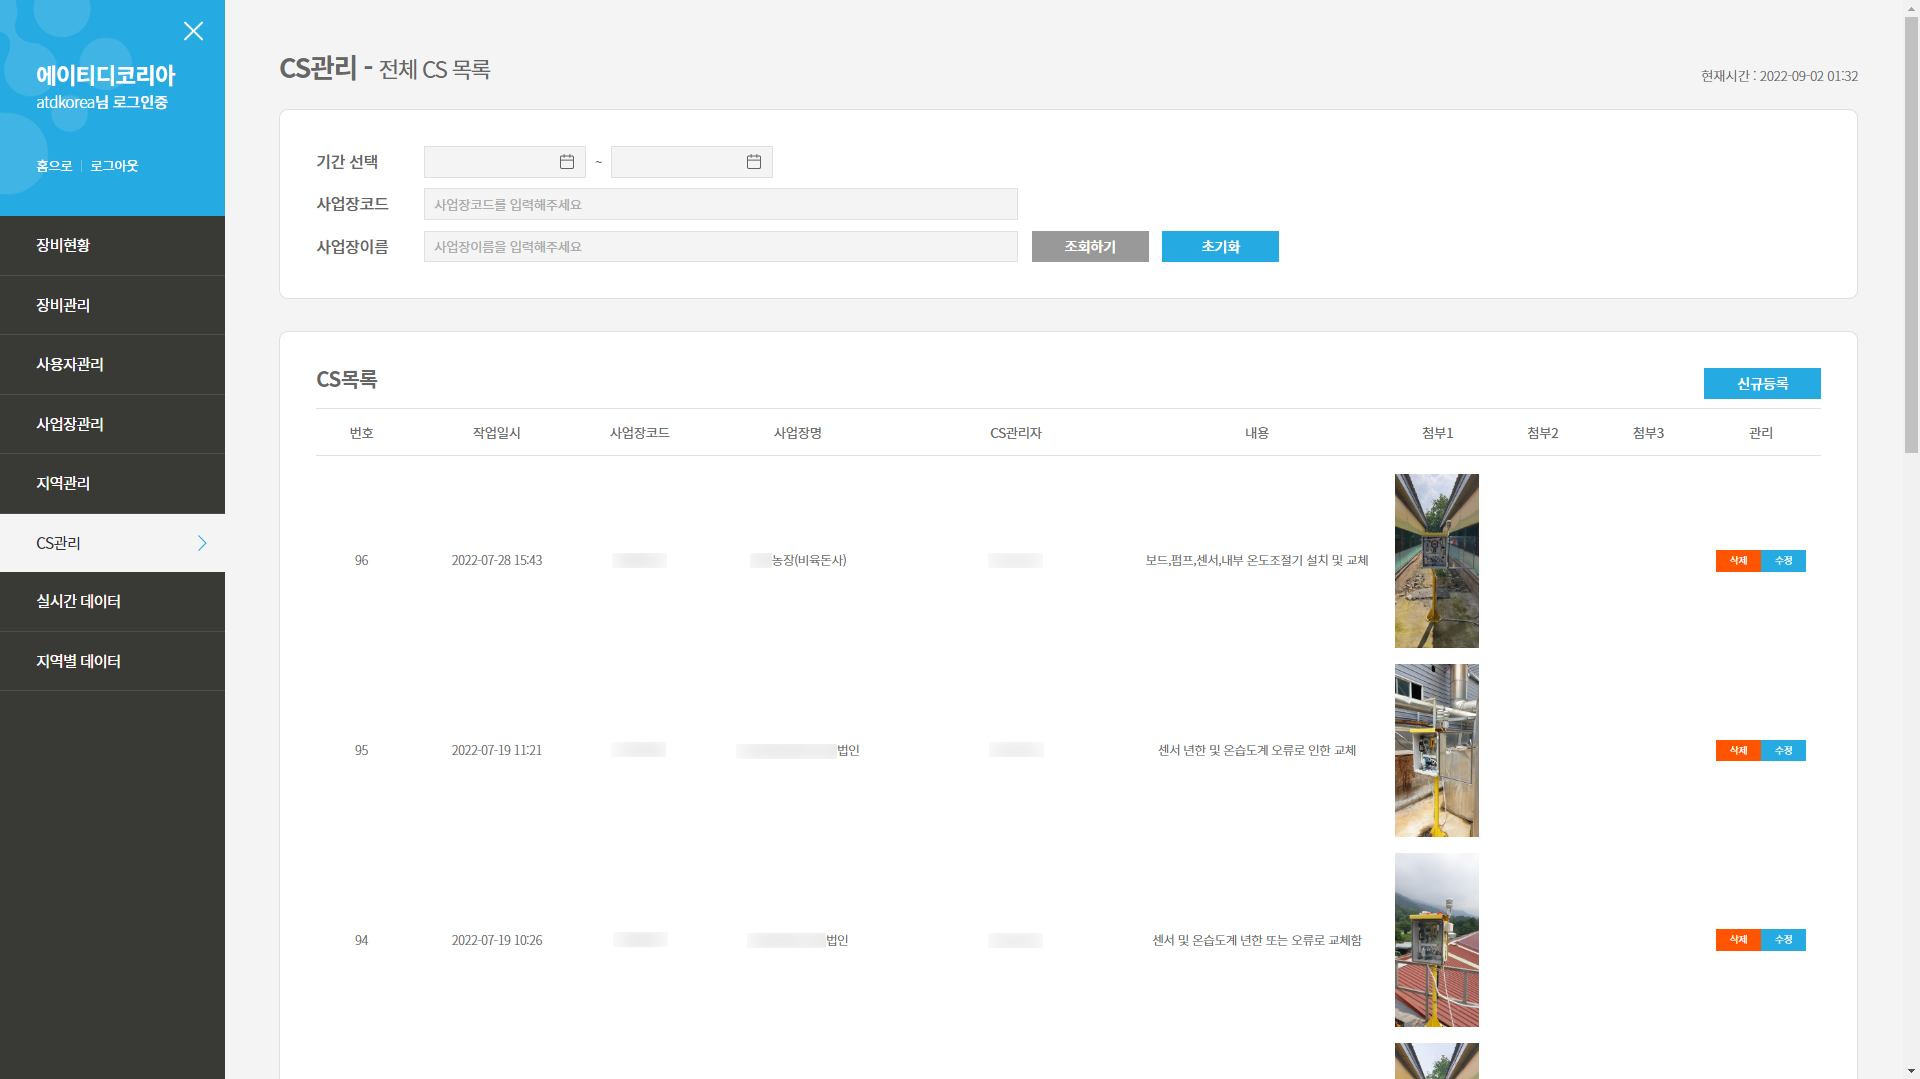 에이티디코리아
atdkorea님 로그인중
홈으로
로그아웃
장비현황
장비관리
사용자관리
사업장관리
지역관리
CS관리
실시간 데이터
지역별 데이터
CS관리 - 전체 CS 목록
현재시간 : 2022-09-02 01:32
기간 선택 ~
사업장코드 사업장코드를 입력해주세요
사업장이름 사업장이름을 입력해주세요 조회하기 초기화
CS목록
신규등록
번호 작업일시 사업장코드 사업장명 CS관리자 내용 첨부1 첨부2 첨부3 관리
96 2022-07-28 15:43 농장(비육돈사) 보드,펌프,센서,내부 온도조절기 설치 및 교체 삭제 수정
95 2022-07-19 11:21 법인 센서 년한 및 온습도계 오류로 인한 교체 삭제 수정
94 2022-07-19 10:26 법인 센서 및 온습도계 년한 또는 오류로 교체함 삭제 수정